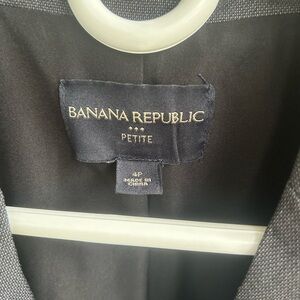 BANANA REPUBLIC
PETITE
4P
MADE IN
CHINA